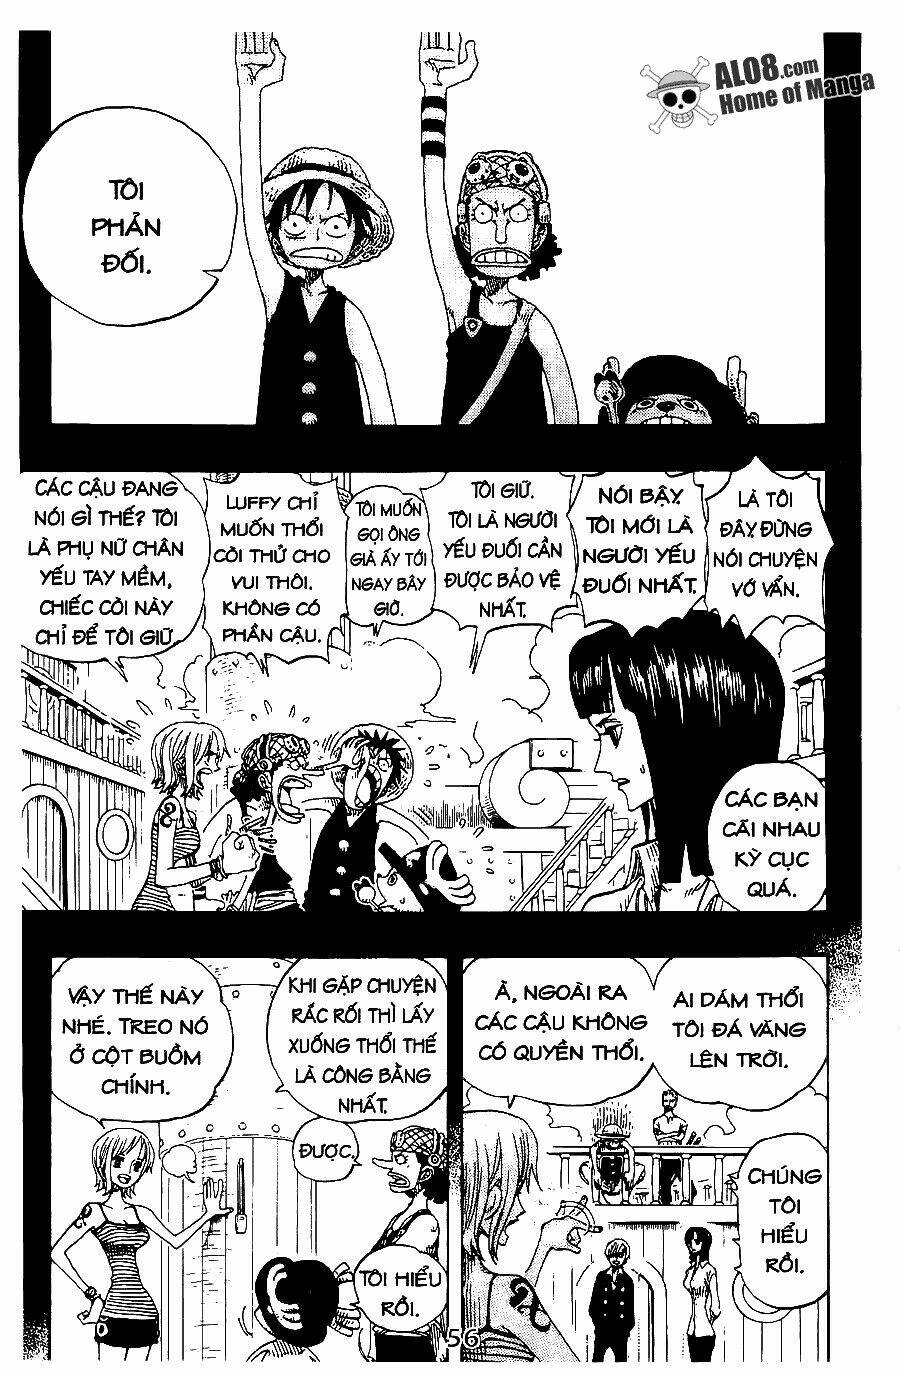 AL08.com
Home of Manga
TÔI
PHẢN
ĐỐI.
LÀ TÔI
ĐÂY. ĐỪNG
NÓI CHUYỆN
VỚ VẨN.
NÓI BẬY.
TÔI MỚI LÀ
NGƯỜI YẾU
ĐUỐI NHẤT.
TÔI GIỮ.
TÔI LÀ NGƯỜI
YẾU ĐUỐI CẦN
ĐƯỢC BẢO VỆ
NHẤT.
TÔI MUỐN
GỌI ÔNG
GIÀ ẤY TỚI
NGAY BÂY
GIỜ.
LUFFY CHỈ
MUỐN THỔI
CÒI THỬ CHO
VUI THÔI.
KHÔNG CÓ
PHẦN CẬU.
CÁC CẬU ĐANG
NÓI GÌ THẾ? TÔI
LÀ PHỤ NỮ CHÂN
YẾU TAY MỀM,
CHIẾC CÒI NÀY
CHỈ ĐỂ TÔI GIỮ.
CÁC BẠN
CÃI NHAU
KỲ CỤC
QUÁ.
AI DÁM THỔI
TÔI ĐÁ VĂNG
LÊN TRỜI.
À, NGOÀI RA
CÁC CẬU KHÔNG
CÓ QUYỀN THỔI.
CHÚNG
TÔI
HIỂU
RỒI.
KHI GẶP CHUYỆN
RẮC RỐI THÌ LẤY
XUỐNG THỔI THẾ
LÀ CÔNG BẰNG
NHẤT.
VẬY THẾ NÀY
NHÉ. TREO NÓ
Ở CỘT BUỒM
CHÍNH.
ĐƯỢC.
TÔI HIỂU
RỒI.
56